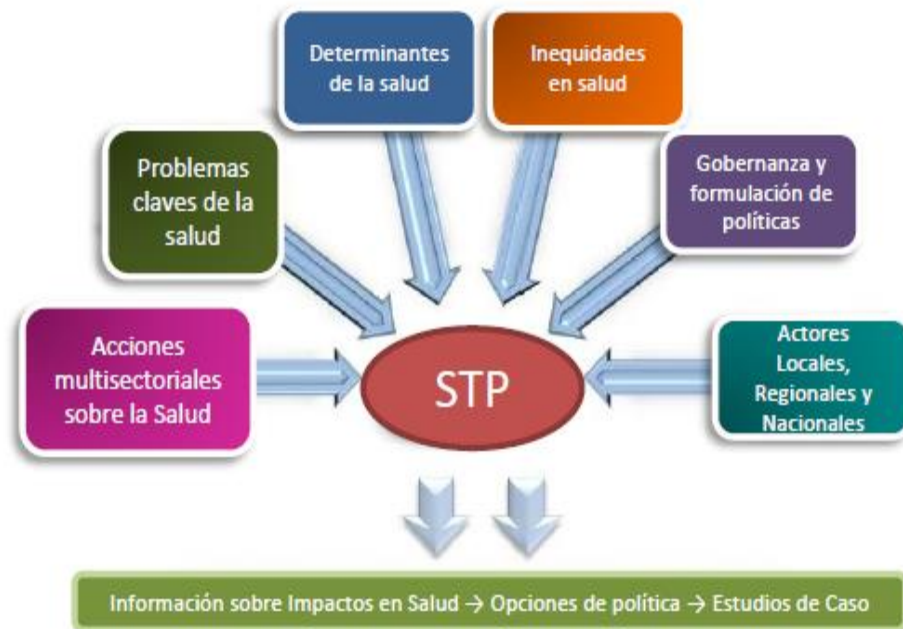 Determinantes
de la salud
Inequidades
en salud
Problemas
claves de la
salud
Gobernanza y
formulación de
políticas
Acciones
multisectoriales
sobre la Salud
STP
Actores
Locales,
Regionales y
Nacionales
Información sobre Impactos en Salud → Opciones de política → Estudios de Caso